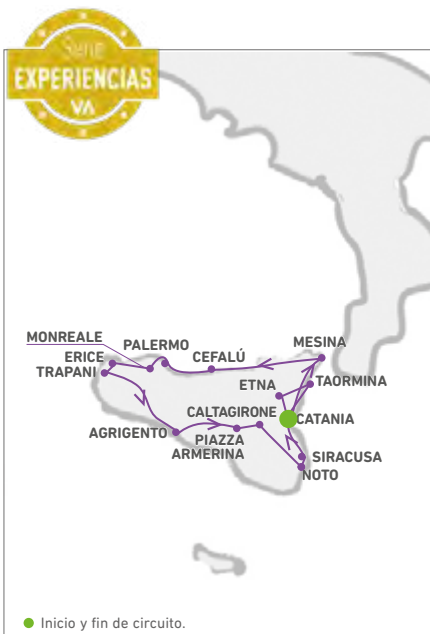 Serie
EXPERIENCIAS
VA
MONREALE
PALERMO
MESINA
ERICE
CEFALÚ
TRAPANI
ETNA
TAORMINA
CALTAGIRONE
CATANIA
AGRIGENTO
PIAZZA
ARMERINA
SIRACUSA
NOTO
Inicio y fin de circuito.